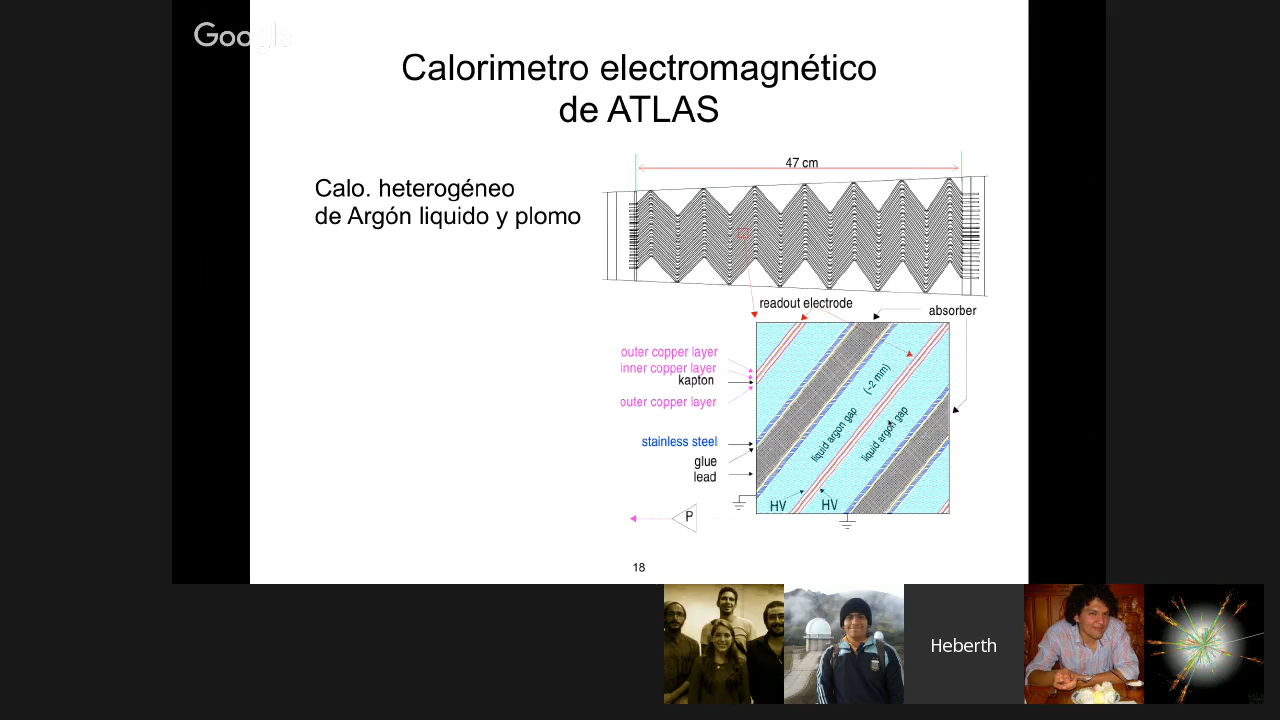 Google
Calorimetro electromagnético
de ATLAS
Calo. heterogéneo
de Argón liquido y plomo
47 cm
readout electrode
absorber
outer copper layer
inner copper layer
kapton
outer copper layer
stainless steel
glue
lead
(~2 mm)
liquid argon gap
liquid argon gap
HV
HV
P
18
Heberth